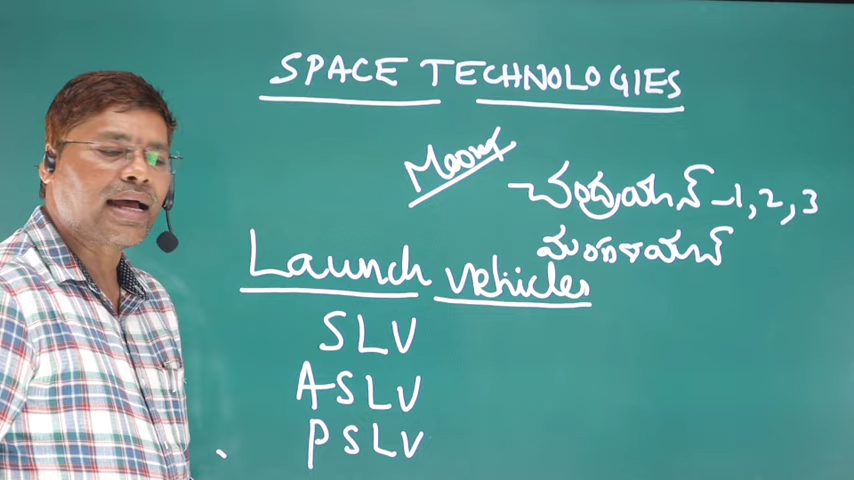 SPACE TECHNOLOGIES
Moon
చంద్రయాన్ -1, 2, 3
మంగళయాన్
Launch vehicles
SLV
ASLV
PSLV